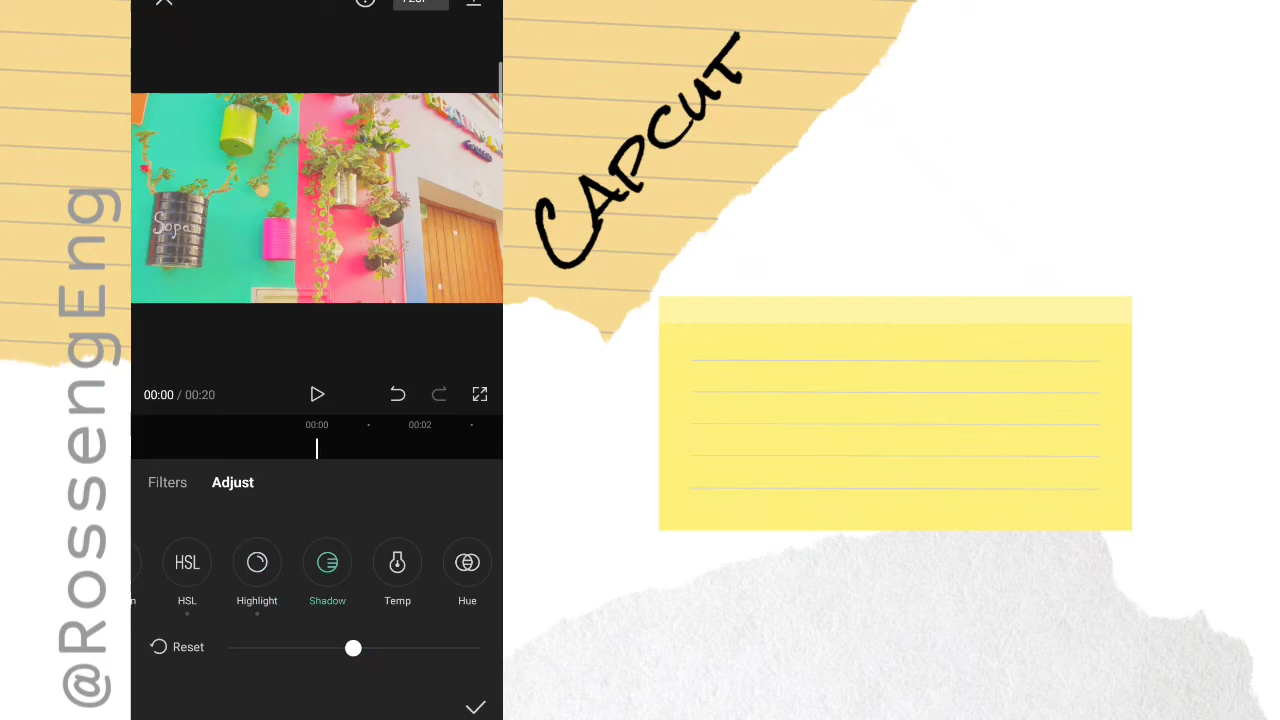 CAPCUT
@RossengEng
Sopa
00:00 / 00:20
00:00
00:02
Filters
Adjust
HSL
HSL
Highlight
Shadow
Temp
Hue
Reset